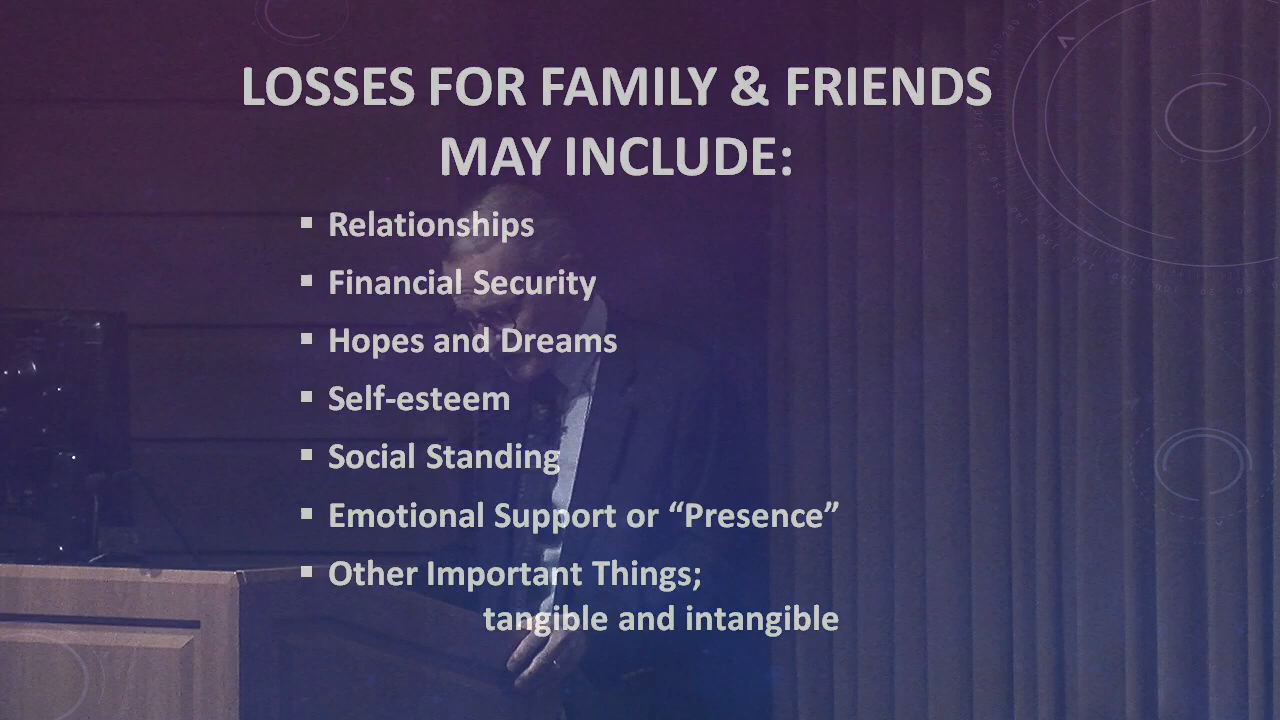 LOSSES FOR FAMILY & FRIENDS
MAY INCLUDE:
▪ Relationships
▪ Financial Security
▪ Hopes and Dreams
▪ Self-esteem
▪ Social Standing
▪ Emotional Support or “Presence”
▪ Other Important Things;
tangible and intangible